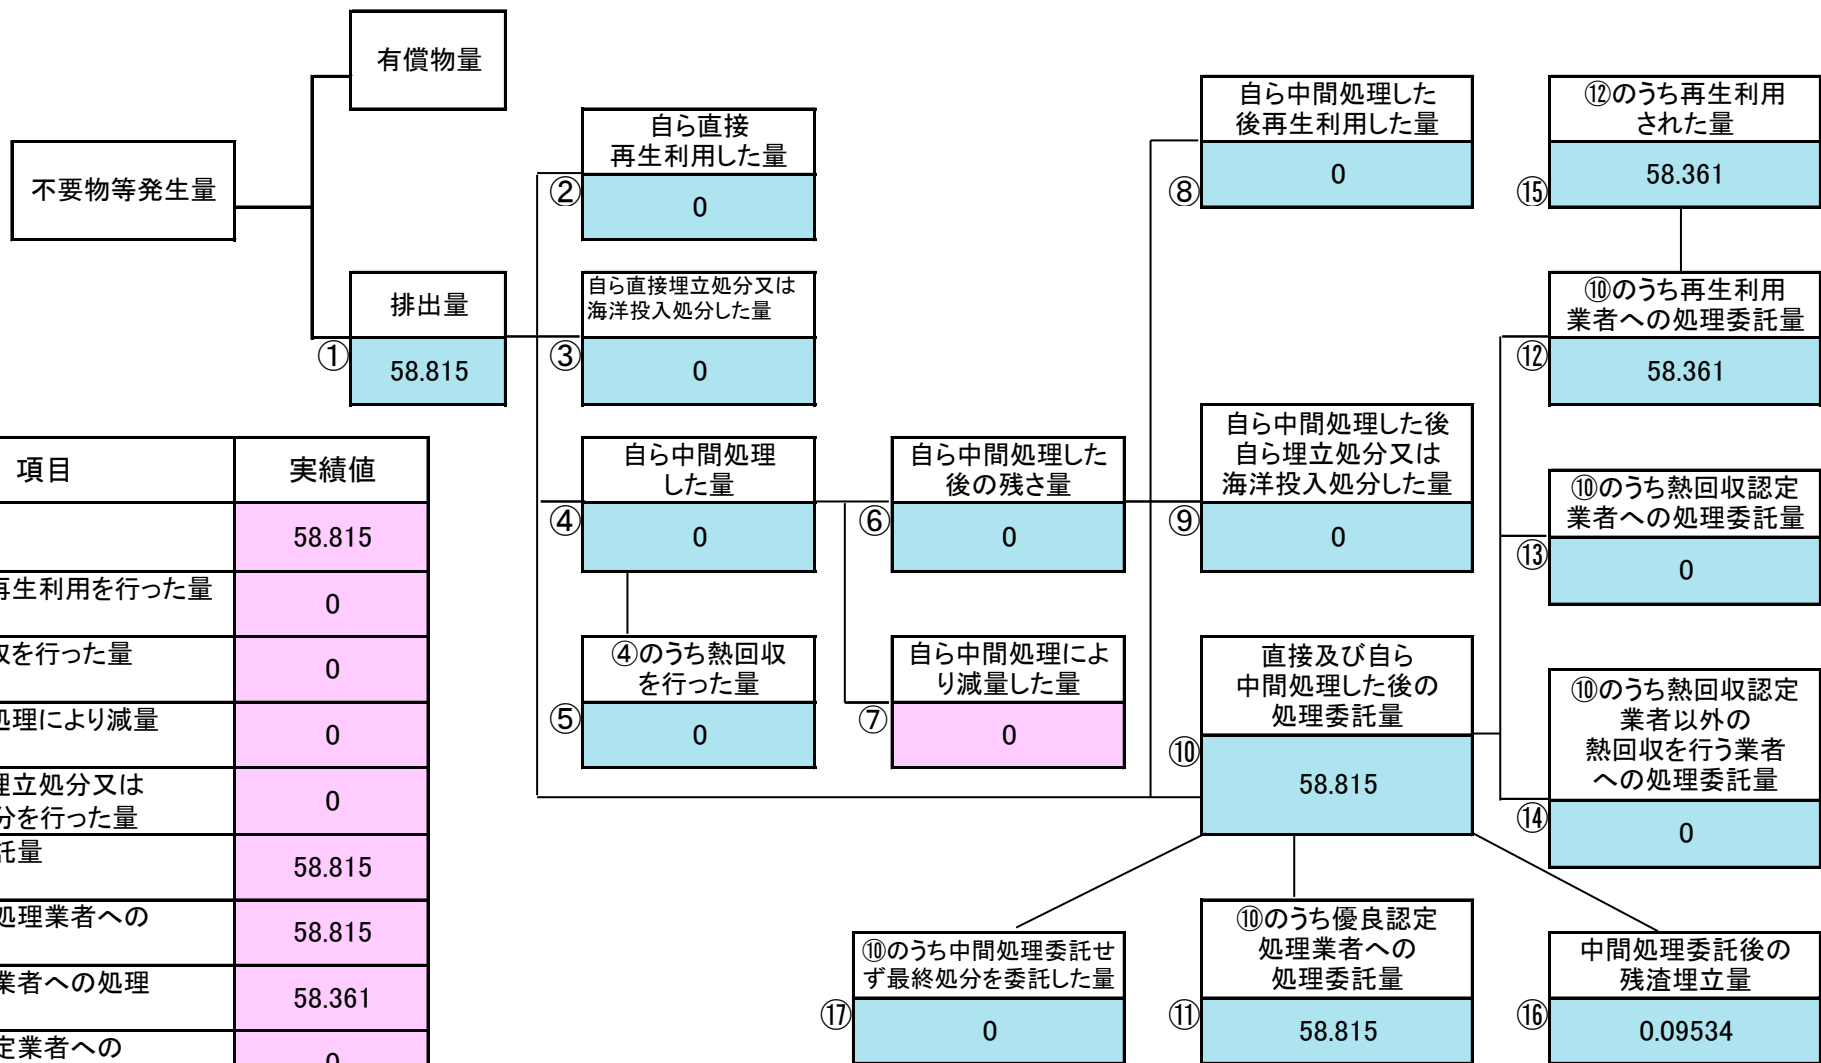 有償物量
不要物等発生量
排出量
①
58.815
自ら直接
再生利用した量
②
0
自ら直接埋立処分又は
海洋投入処分した量
③
0
自ら中間処理
した量
④
0
④のうち熱回収
を行った量
⑤
0
自ら中間処理した
後の残さ量
⑥
0
自ら中間処理によ
り減量した量
⑦
0
自ら中間処理した
後再生利用した量
⑧
0
自ら中間処理した後
自ら埋立処分又は
海洋投入処分した量
⑨
0
直接及び自ら
中間処理した後の
処理委託量
⑩
58.815
⑫のうち再生利用
された量
⑮
58.361
⑩のうち再生利用
業者への処理委託量
⑫
58.361
⑩のうち熱回収認定
業者への処理委託量
⑬
0
⑩のうち熱回収認定
業者以外の
熱回収を行う業者
への処理委託量
⑭
0
⑩のうち中間処理委託せ
ず最終処分を委託した量
⑰
0
⑩のうち優良認定
処理業者への
処理委託量
⑪
58.815
中間処理委託後の
残渣埋立量
⑯
0.09534
項目 実績値
58.815
再生利用を行った量 0
を行った量 0
処理により減量 0
埋立処分又は
分を行った量 0
託量 58.815
処理業者への 58.815
業者への処理 58.361
定業者への 0